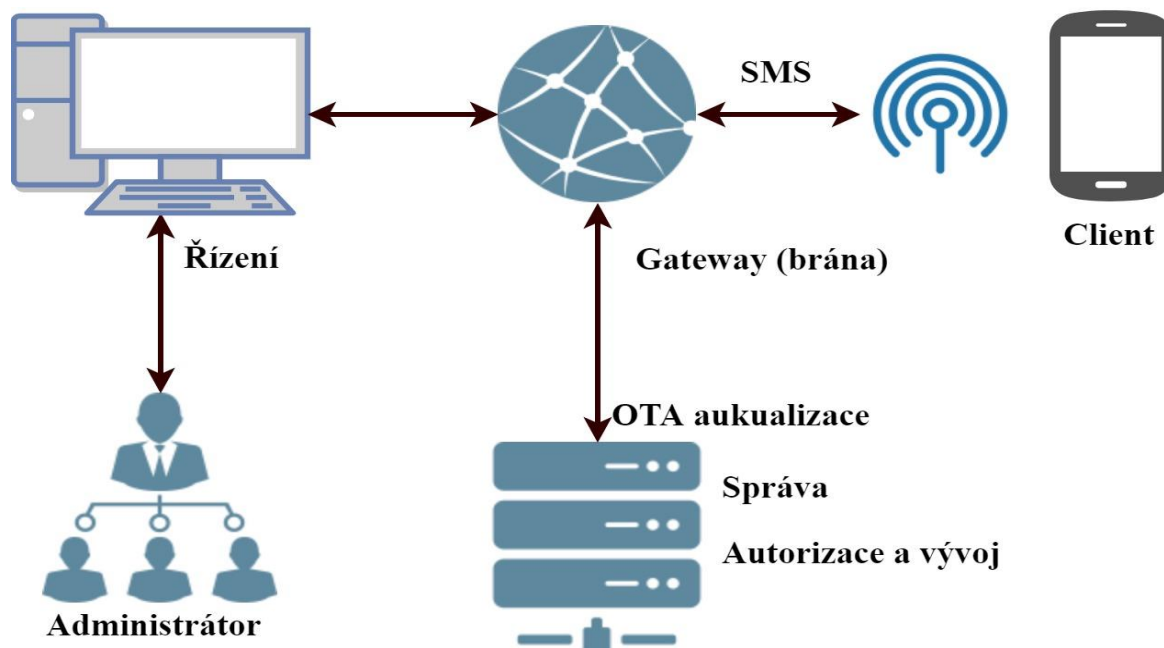 SMS
Client
Řízení
Gateway (brána)
OTA aukualizace
Správa
Autorizace a vývoj
Administrátor